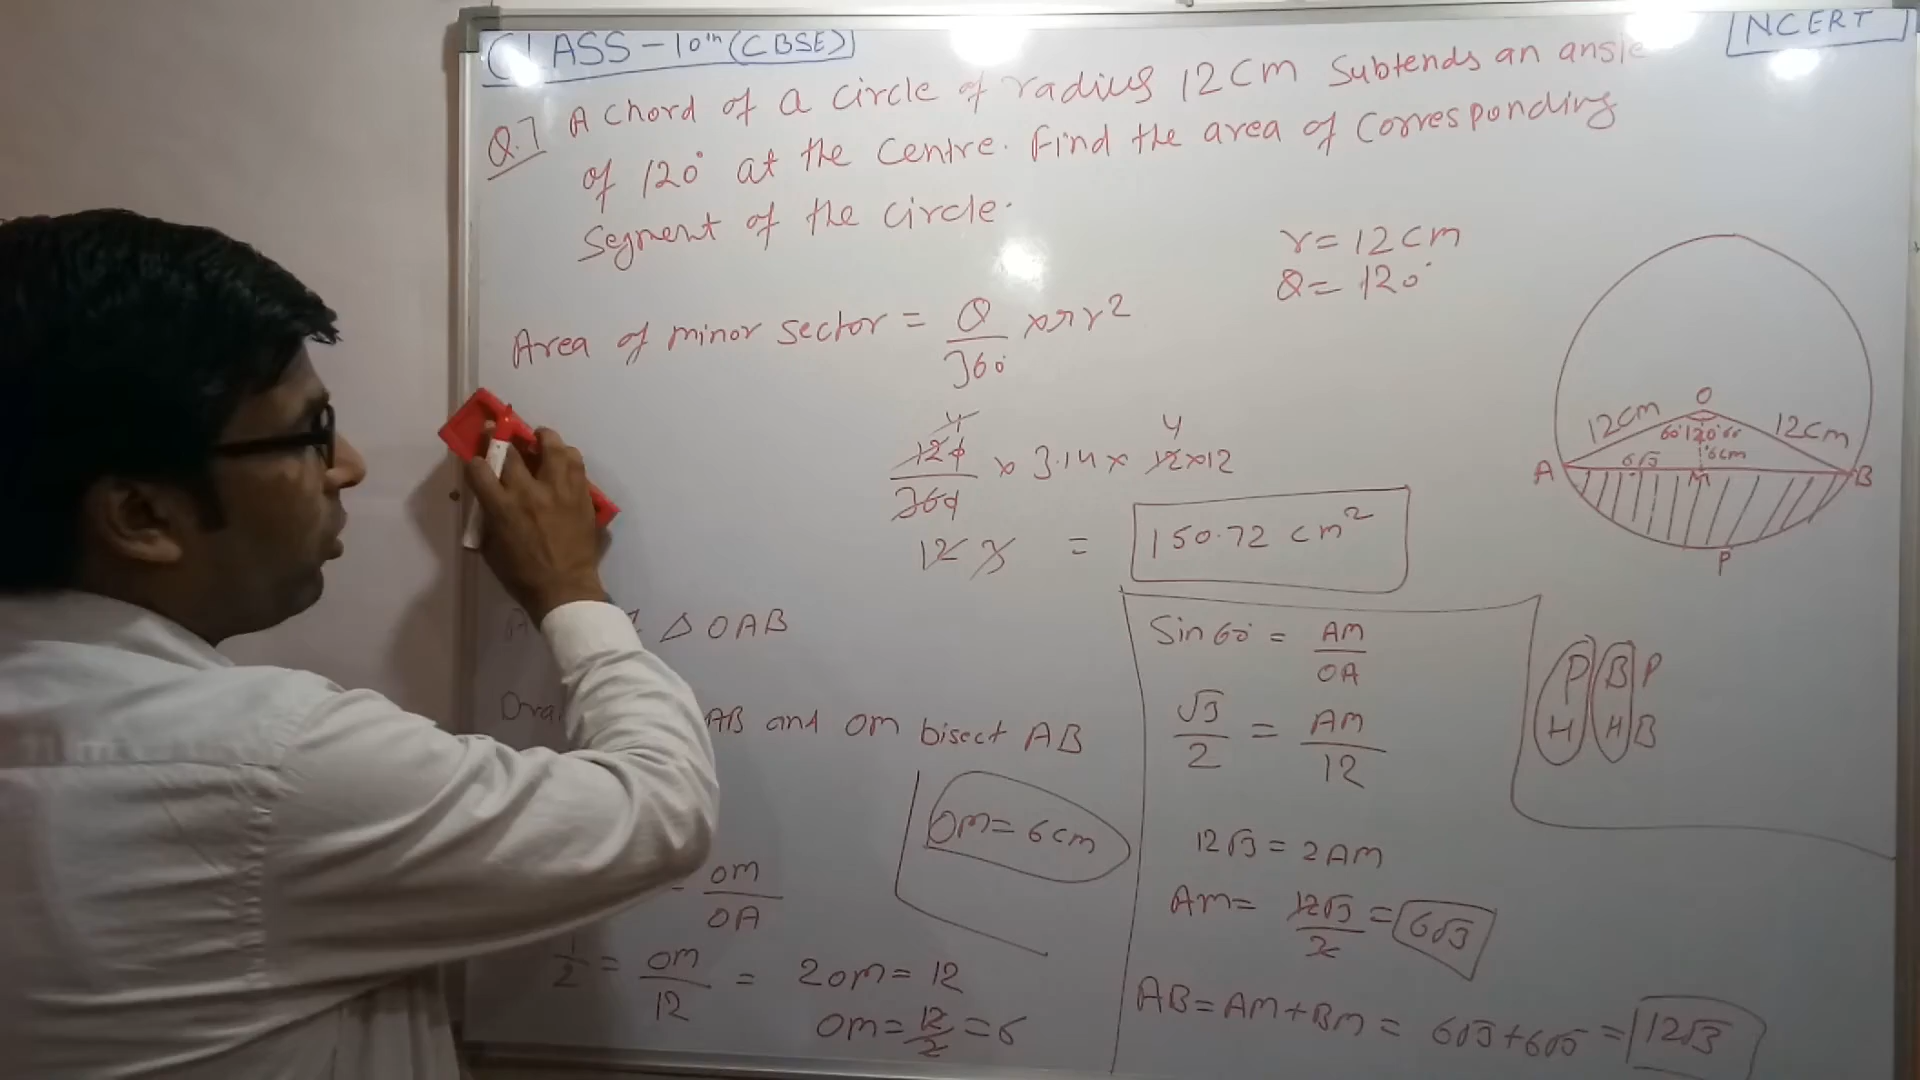 CLASS-10th (CBSE)
NCERT
Q.7 A chord of a circle of radius 12 cm subtends an angle
of 120° at the centre. Find the area of corresponding
segment of the circle.
r = 12 cm
θ = 120°
Area of minor sector = θ/360° × πr²
120/360 × 3.14 × 12×12
4
4
12 3
= 150.72 cm²
O
12cm
12cm
60° 120° 60
6√3
6cm
A
M
B
P
△ OAB
AB and OM bisect AB
OM = 6cm
= OM/OA
1/2 = OM/12 = 2OM = 12
OM = 12/2 = 6
Sin 60° = AM/OA
√3/2 = AM/12
12√3 = 2AM
AM = 12√3/2 = 6√3
AB = AM + BM = 6√3 + 6√3 = 12√3
P B P
H H B